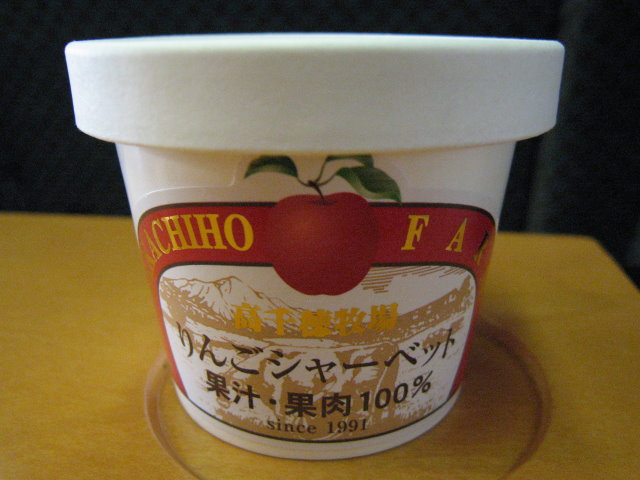 ACHIHO FA
高千穂牧場
りんごシャーベット
果汁・果肉100%
since 1991